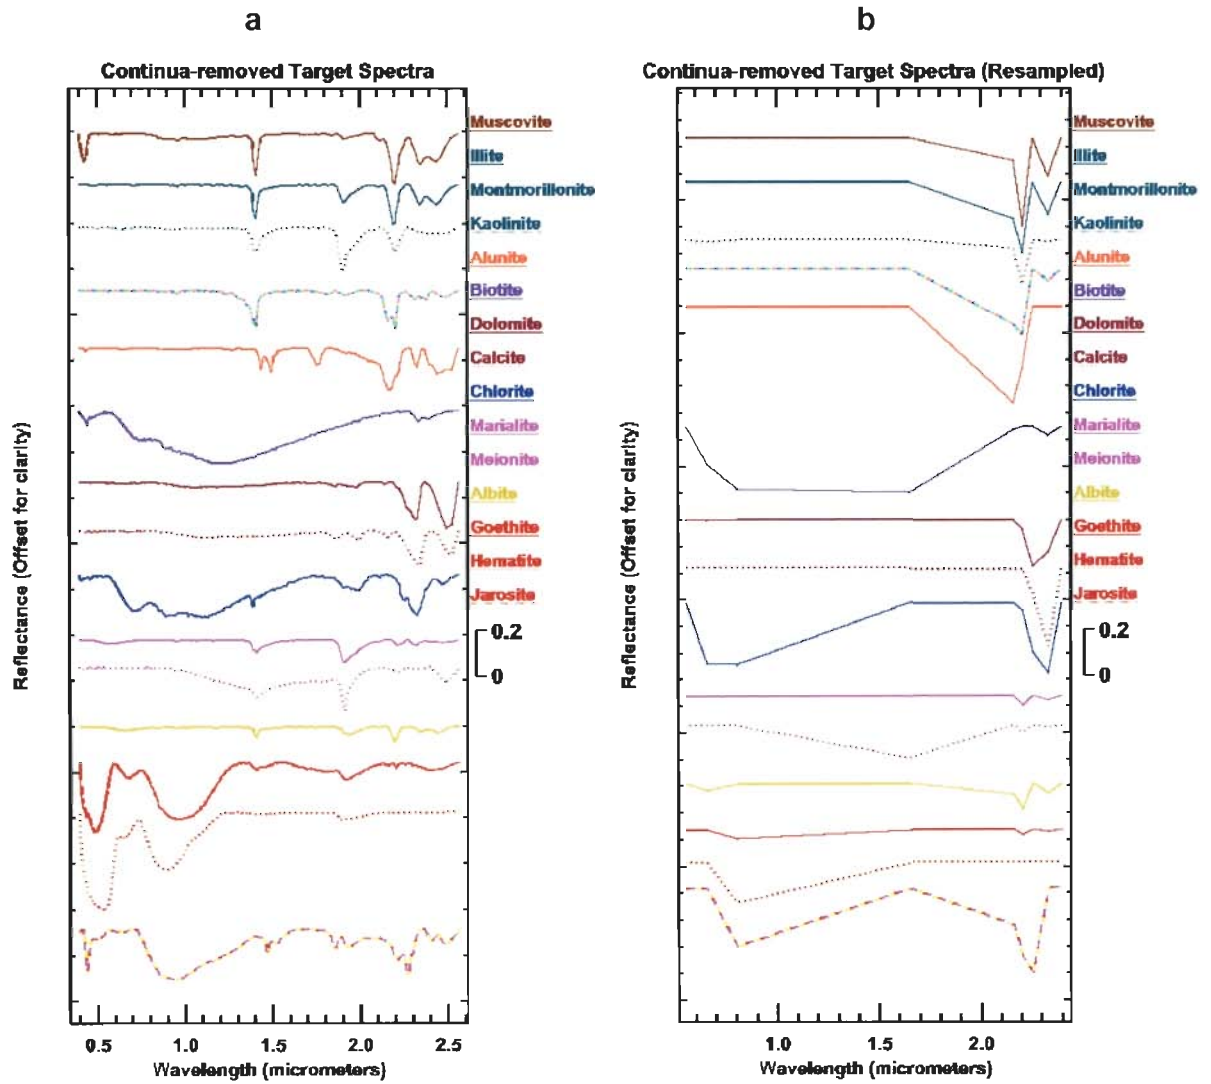 a
Continua-removed Target Spectra
Muscovite
Illite
Montmorillonite
Kaolinite
Alunite
Biotite
Dolomite
Calcite
Chlorite
Marialite
Meionite
Albite
Goethite
Hematite
Jarosite
0.2
0
Reflectance (Offset for clarity)
0.5 1.0 1.5 2.0 2.5
Wavelength (micrometers)
b
Continua-removed Target Spectra (Resampled)
Muscovite
Illite
Montmorillonite
Kaolinite
Alunite
Biotite
Dolomite
Calcite
Chlorite
Marialite
Meionite
Albite
Goethite
Hematite
Jarosite
0.2
0
Reflectance (Offset for clarity)
1.0 1.5 2.0
Wavelength (micrometers)